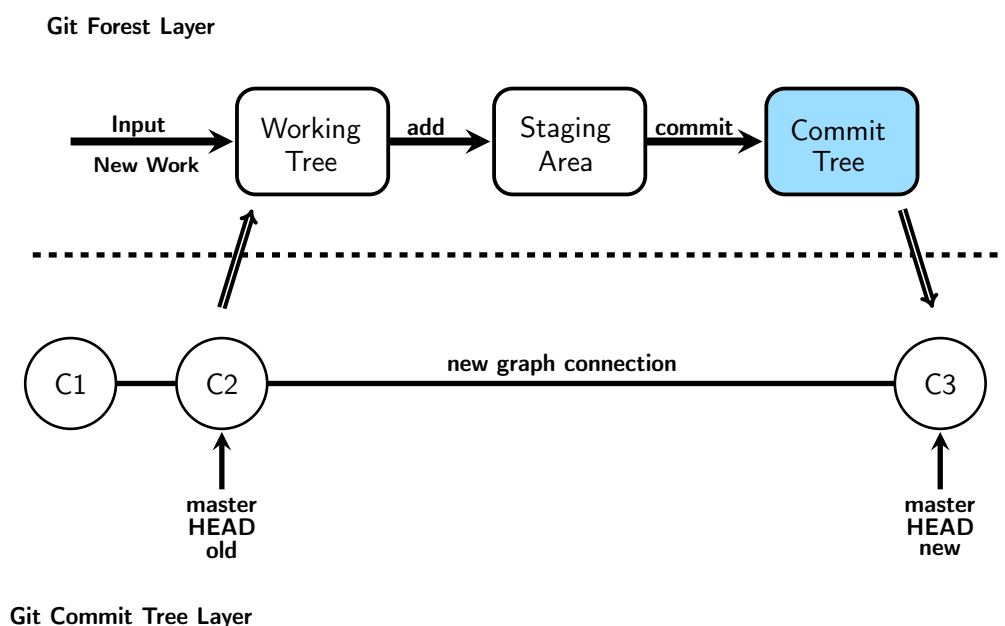 Git Forest Layer
Input
New Work
Working
Tree
add
Staging
Area
commit
Commit
Tree
C1
C2
new graph connection
C3
master
HEAD
old
master
HEAD
new
Git Commit Tree Layer